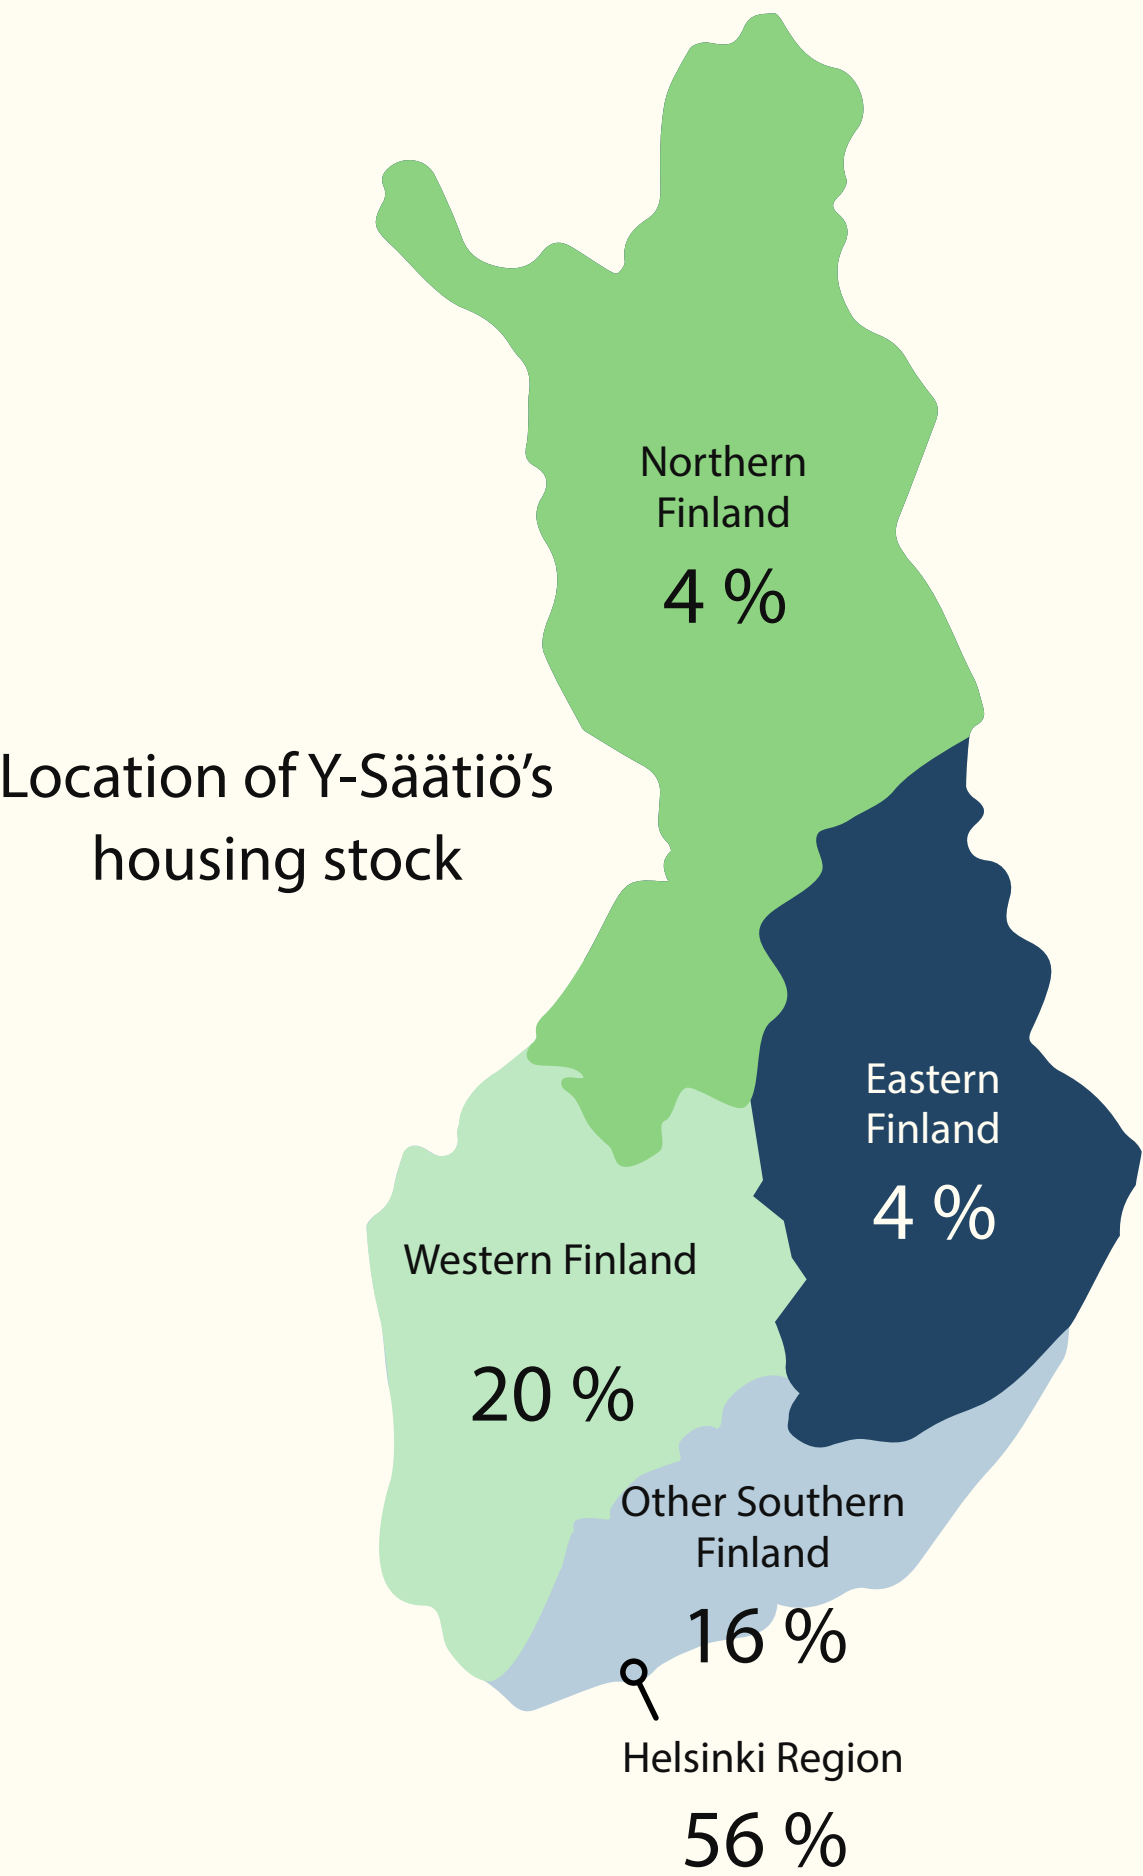 Northern
Finland
4 %
Location of Y-Säätiö’s
housing stock
Eastern
Finland
4 %
Western Finland
20 %
Other Southern
Finland
16 %
Helsinki Region
56 %